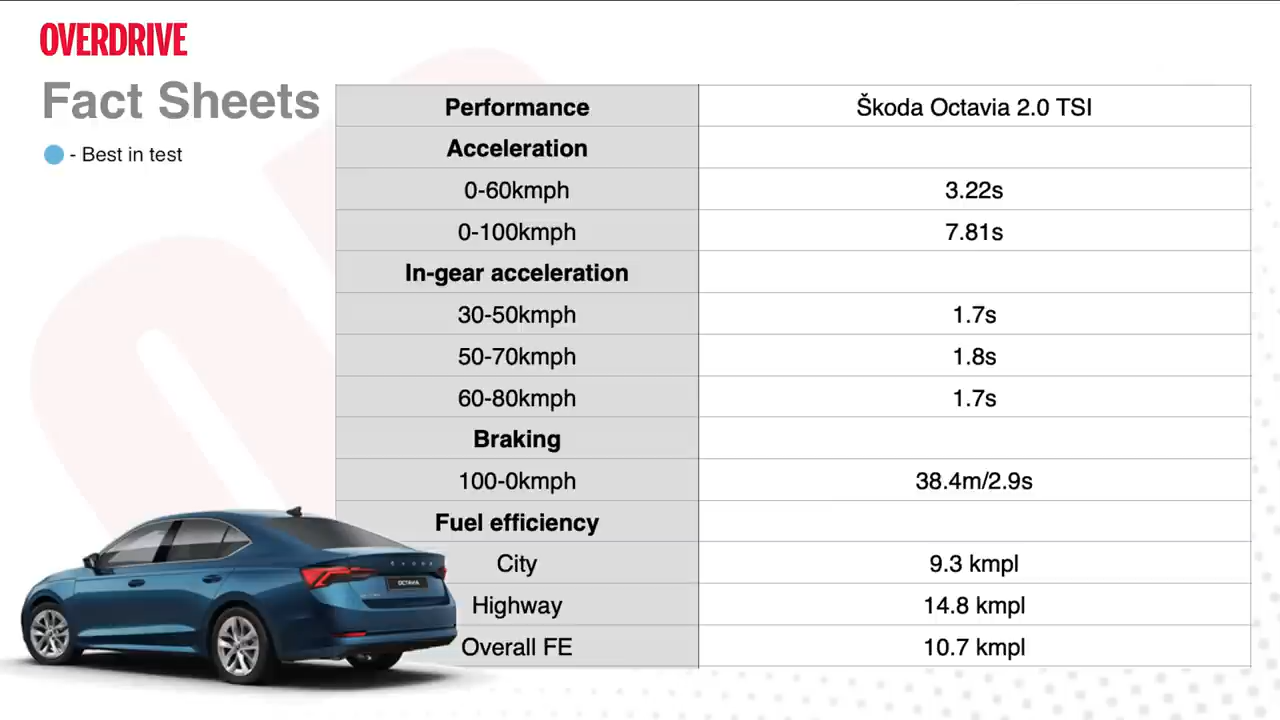 OVERDRIVE
Fact Sheets
- Best in test
Performance Škoda Octavia 2.0 TSI
Acceleration
0-60kmph 3.22s
0-100kmph 7.81s
In-gear acceleration
30-50kmph 1.7s
50-70kmph 1.8s
60-80kmph 1.7s
Braking
100-0kmph 38.4m/2.9s
Fuel efficiency
City 9.3 kmpl
Highway 14.8 kmpl
Overall FE 10.7 kmpl
SKODA
OCTAVIA